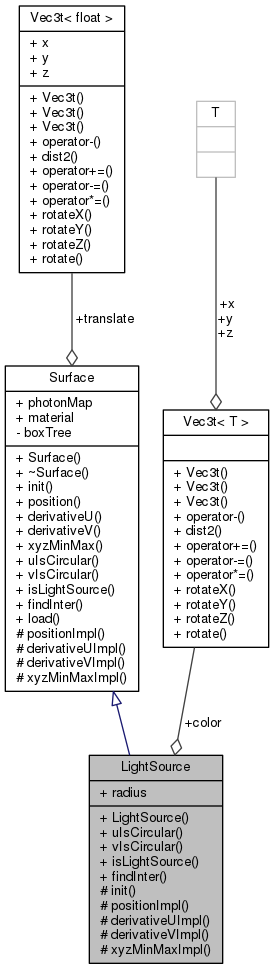 Vec3t< float >
+ x
+ y
+ z
+ Vec3t()
+ Vec3t()
+ Vec3t()
+ operator-()
+ dist2()
+ operator+=()
+ operator-=()
+ operator*=()
+ rotateX()
+ rotateY()
+ rotateZ()
+ rotate()
T
+x
+y
+z
+translate
Surface
+ photonMap
+ material
- boxTree
+ Surface()
+ ~Surface()
+ init()
+ position()
+ derivativeU()
+ derivativeV()
+ xyzMinMax()
+ uIsCircular()
+ vIsCircular()
+ isLightSource()
+ findInter()
+ load()
# positionImpl()
# derivativeUImpl()
# derivativeVImpl()
# xyzMinMaxImpl()
Vec3t< T >
+ Vec3t()
+ Vec3t()
+ Vec3t()
+ operator-()
+ dist2()
+ operator+=()
+ operator-=()
+ operator*=()
+ rotateX()
+ rotateY()
+ rotateZ()
+ rotate()
+color
LightSource
+ radius
+ LightSource()
+ uIsCircular()
+ vIsCircular()
+ isLightSource()
+ findInter()
# init()
# positionImpl()
# derivativeUImpl()
# derivativeVImpl()
# xyzMinMaxImpl()